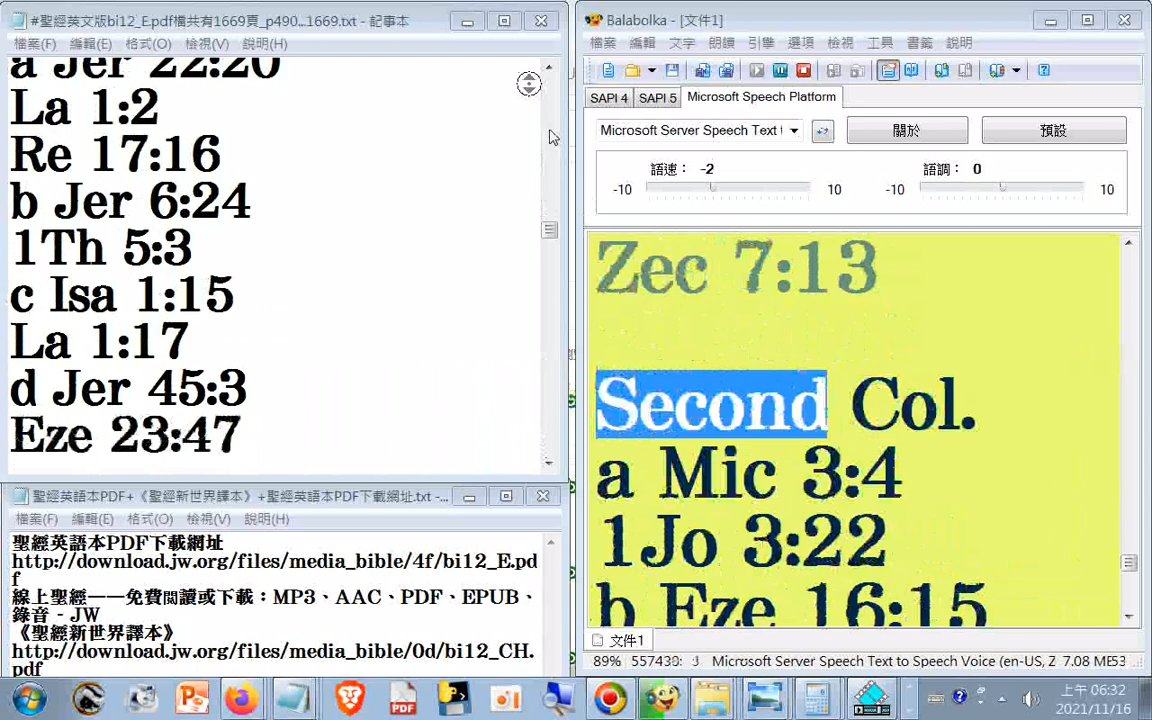 #聖經英文版bi12_E.pdf檔共有1669頁_p490...1669.txt - 記事本
檔案(F) 編輯(E) 格式(O) 檢視(V) 說明(H)
a Jer 22:20
La 1:2
Re 17:16
b Jer 6:24
1Th 5:3
c Isa 1:15
La 1:17
d Jer 45:3
Eze 23:47
聖經英語本PDF+《聖經新世界譯本》+聖經英語本PDF下載網址.txt - ...
檔案(F) 編輯(E) 格式(O) 檢視(V) 說明(H)
聖經英語本PDF下載網址
http://download.jw.org/files/media_bible/4f/bi12_E.pd
f
線上聖經——免費閱讀或下載：MP3、AAC、PDF、EPUB、
錄音 - JW
《聖經新世界譯本》
http://download.jw.org/files/media_bible/0d/bi12_CH.
pdf
Balabolka - [文件1]
檔案 編輯 文字 朗讀 引擎 選項 檢視 工具 書籤 說明
SAPI 4 SAPI 5 Microsoft Speech Platform
Microsoft Server Speech Text 關於 預設
語速： -2 語調： 0
-10 10 -10 10
Zec 7:13
Second Col.
a Mic 3:4
1Jo 3:22
b Eze 16:15
文件1
89% 557439: 3 Microsoft Server Speech Text to Speech Voice (en-US, Z 7.08 ME53
PDF
上午 06:32
2021/11/16